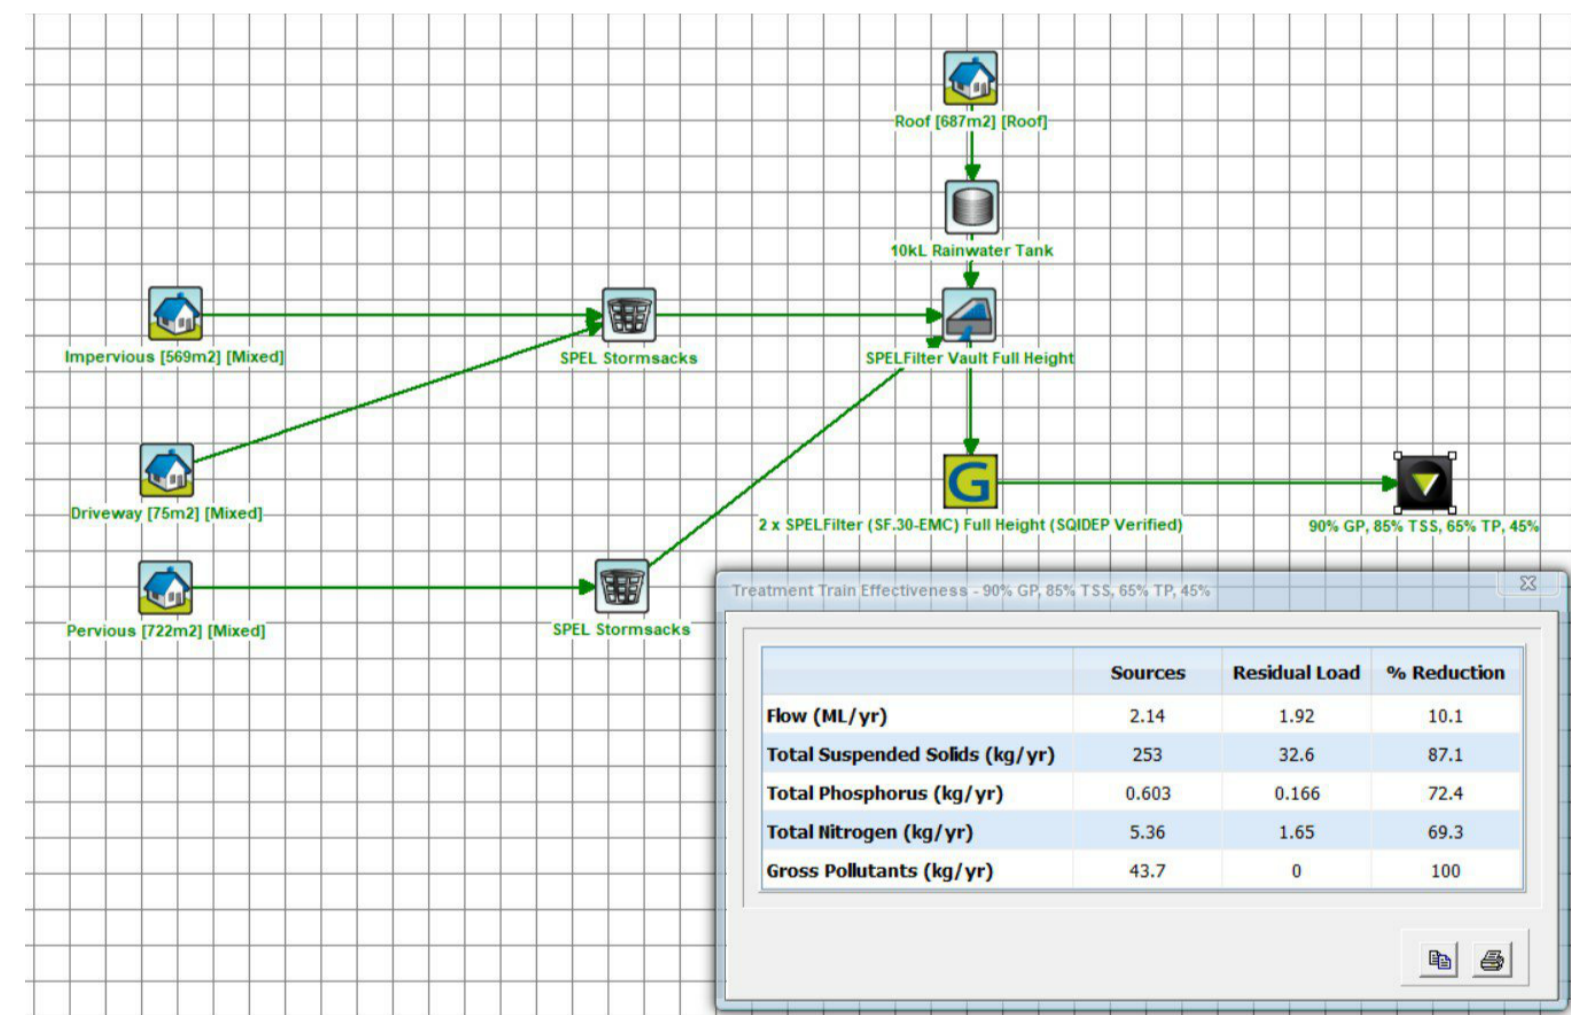 Roof [687m2] [Roof]
10kL Rainwater Tank
Impervious [569m2] [Mixed]
SPEL Stormsacks
SPELFilter Vault Full Height
Driveway [75m2] [Mixed]
G
2 x SPELFilter (SF.30-EMC) Full Height (SQIDEP Verified)
90% GP, 85% TSS, 65% TP, 45%
Pervious [722m2] [Mixed]
SPEL Stormsacks
Treatment Train Effectiveness - 90% GP, 85% TSS, 65% TP, 45%
Sources Residual Load % Reduction
Flow (ML/yr) 2.14 1.92 10.1
Total Suspended Solids (kg/yr) 253 32.6 87.1
Total Phosphorus (kg/yr) 0.603 0.166 72.4
Total Nitrogen (kg/yr) 5.36 1.65 69.3
Gross Pollutants (kg/yr) 43.7 0 100